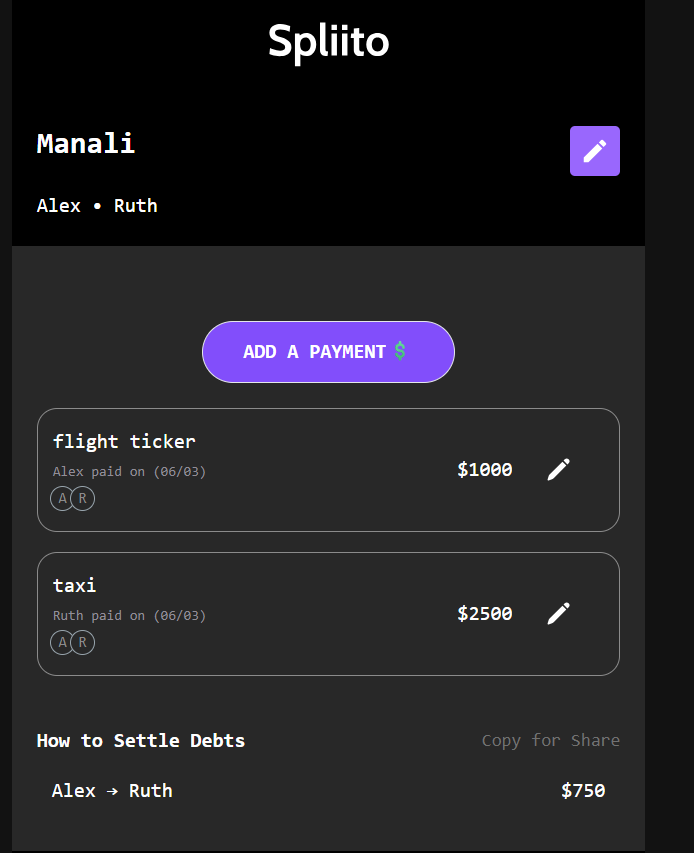 Spliito
Manali
Alex • Ruth
ADD A PAYMENT $
flight ticker
Alex paid on (06/03)
A R
$1000
taxi
Ruth paid on (06/03)
A R
$2500
How to Settle Debts
Copy for Share
Alex → Ruth
$750